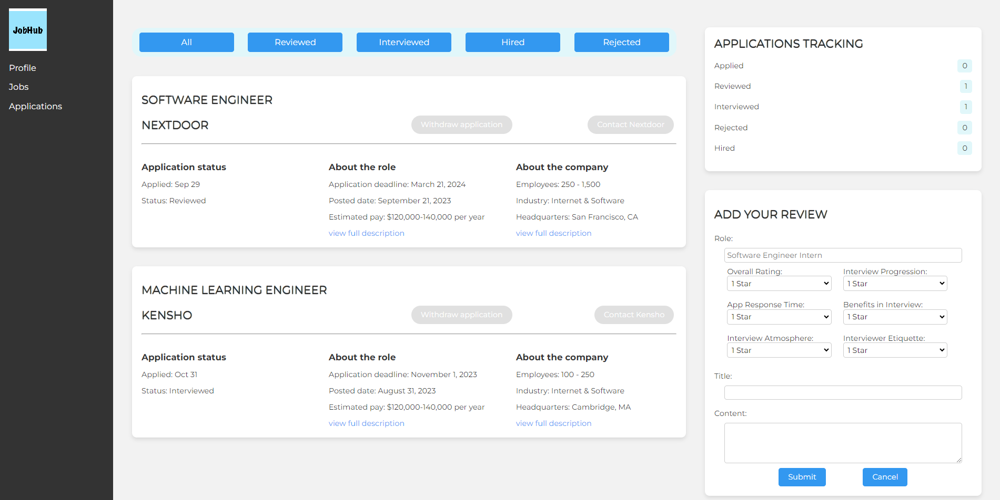 JobHub
Profile
Jobs
Applications
All
Reviewed
Interviewed
Hired
Rejected
SOFTWARE ENGINEER
NEXTDOOR
Withdraw application
Contact Nextdoor
Application status
Applied: Sep 29
Status: Reviewed
About the role
Application deadline: March 21, 2024
Posted date: September 21, 2023
Estimated pay: $120,000-140,000 per year
view full description
About the company
Employees: 250 - 1,500
Industry: Internet & Software
Headquarters: San Francisco, CA
view full description
MACHINE LEARNING ENGINEER
KENSHO
Withdraw application
Contact Kensho
Application status
Applied: Oct 31
Status: Interviewed
About the role
Application deadline: November 1, 2023
Posted date: August 31, 2023
Estimated pay: $120,000-140,000 per year
view full description
About the company
Employees: 100 - 250
Industry: Internet & Software
Headquarters: Cambridge, MA
view full description
APPLICATIONS TRACKING
Applied 0
Reviewed 1
Interviewed 1
Rejected 0
Hired 0
ADD YOUR REVIEW
Role:
Software Engineer Intern
Overall Rating:
1 Star
Interview Progression:
1 Star
App Response Time:
1 Star
Benefits in Interview:
1 Star
Interview Atmosphere:
1 Star
Interviewer Etiquette:
1 Star
Title:
Content:
Submit
Cancel